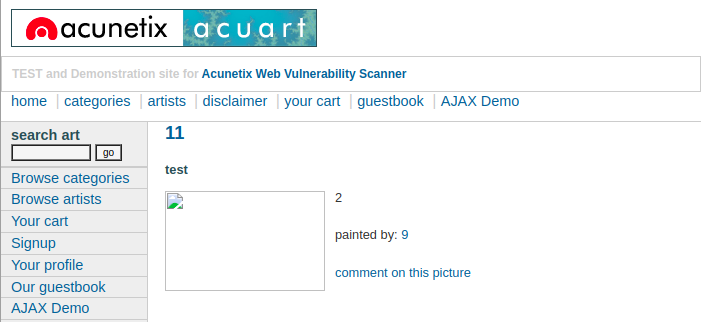 acunetix acuart
TEST and Demonstration site for Acunetix Web Vulnerability Scanner
home | categories | artists | disclaimer | your cart | guestbook | AJAX Demo
search art
go
Browse categories
Browse artists
Your cart
Signup
Your profile
Our guestbook
AJAX Demo
11
test
2
painted by: 9
comment on this picture